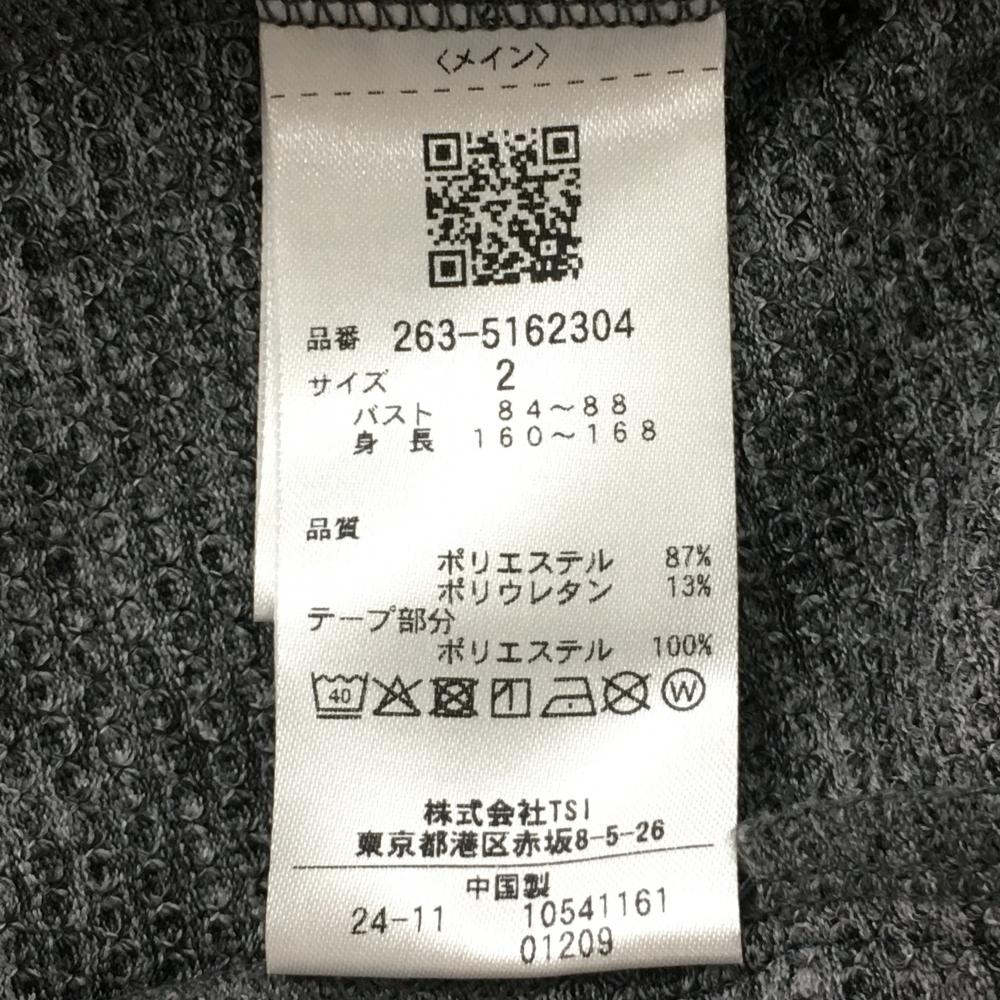 〈メイン〉
品番 263-5162304
サイズ 2
バスト 84～88
身長 160～168
品質
ポリエステル 87%
ポリウレタン 13%
テープ部分
ポリエステル 100%
40 W
株式会社TSI
東京都港区赤坂8-5-26
中国製
24-11 10541161
01209